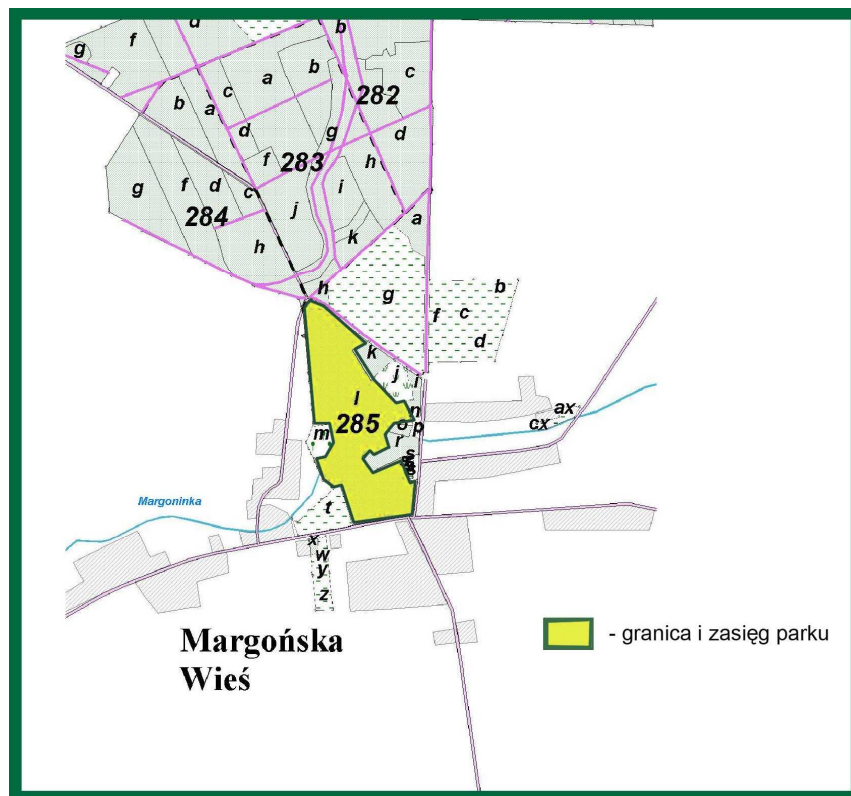 d
b
f
g
b
c
a
c
b
282
a
d
g
d
f
283
h
i
g
f
d
c
j
284
a
h
k
h
g
b
f
c
d
k
j
i
l
n
ax
285
o
p
cx
m
r
s
Margoninka
t
x
w
y
z
Margońska
Wieś
- granica i zasięg parku